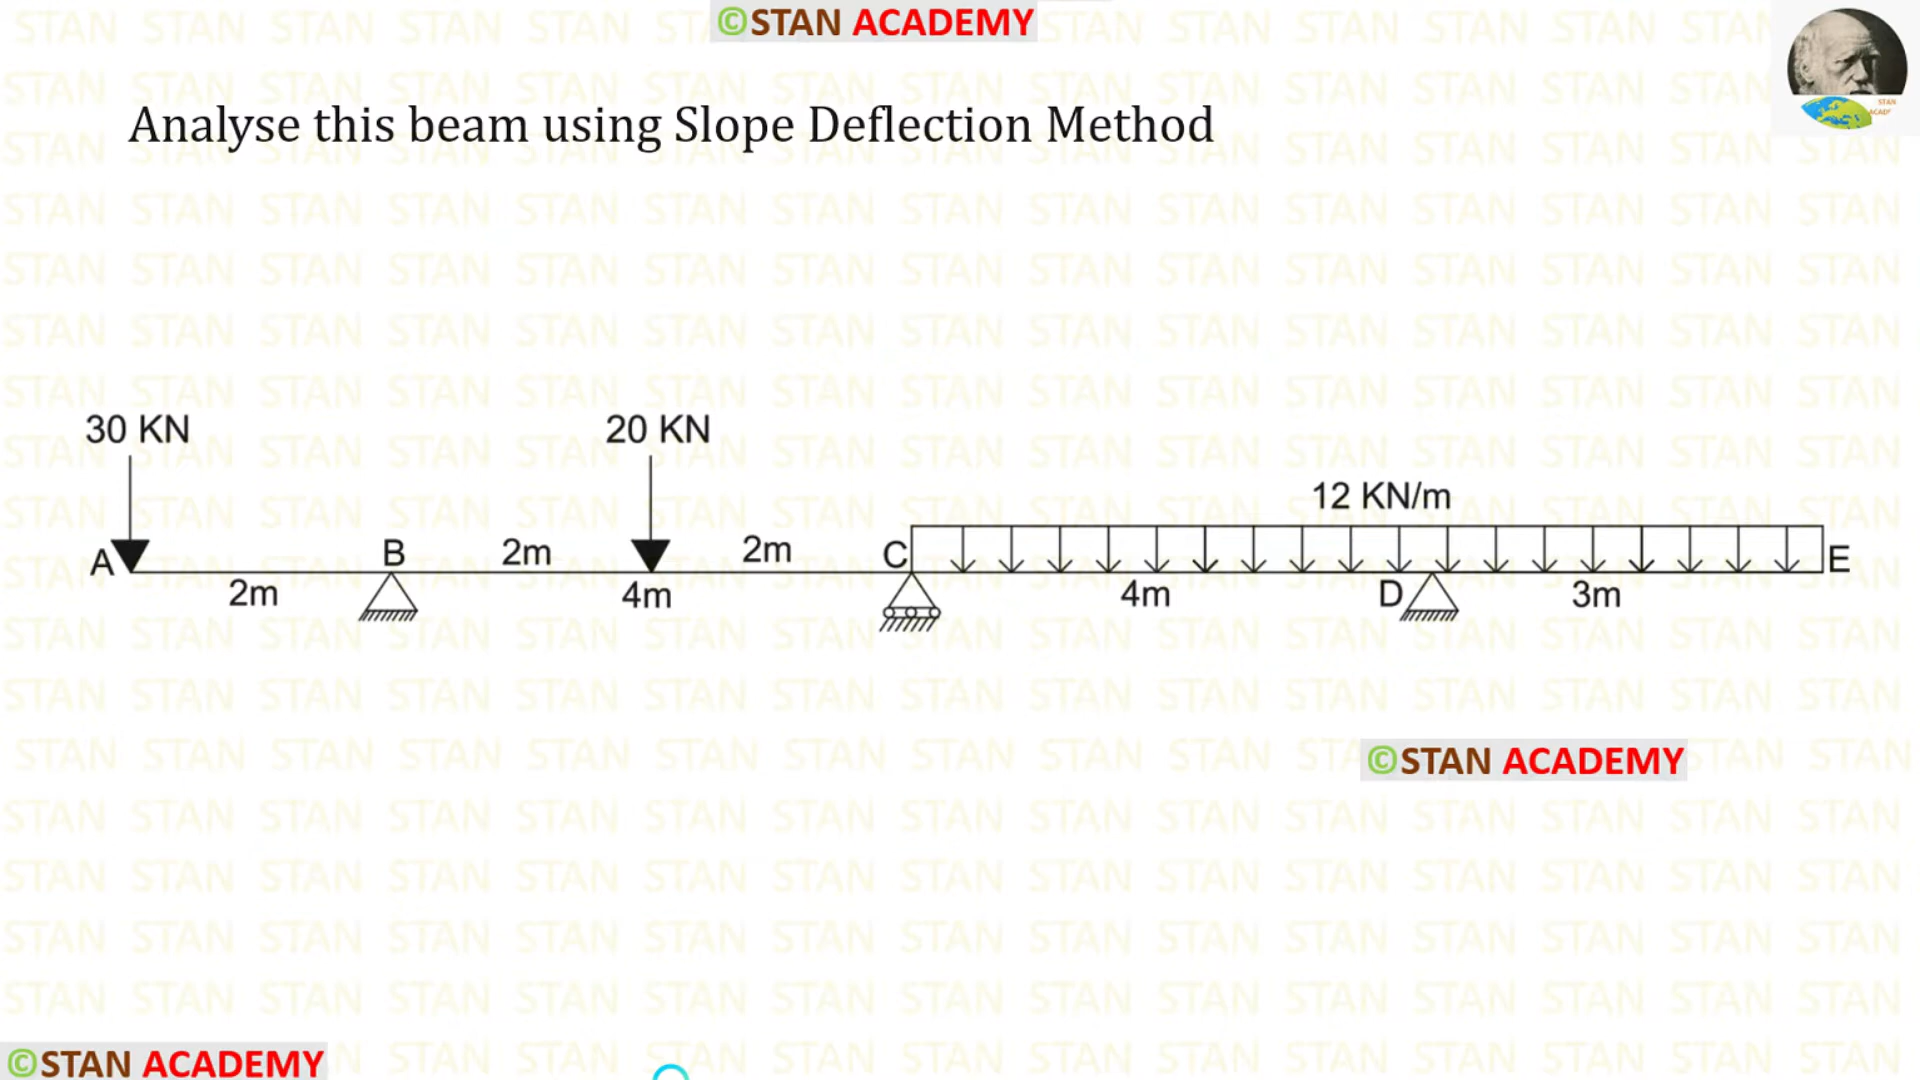 ©STAN ACADEMY
Analyse this beam using Slope Deflection Method
30 KN
20 KN
12 KN/m
A
B
2m
2m
C
E
2m
4m
4m
D
3m
©STAN ACADEMY
©STAN ACADEMY